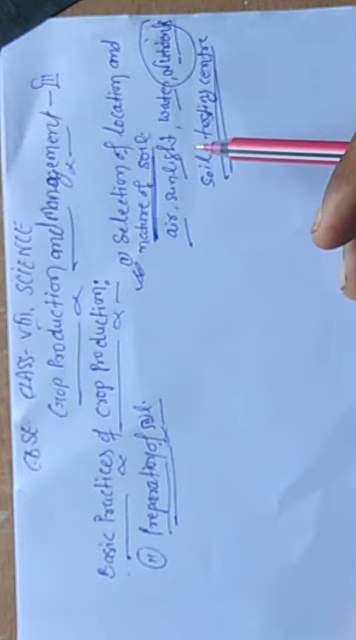 CBSE CLASS-VIII, SCIENCE
Crop Production and Management - III
Basic Practices of Crop Production:
(i) Selection of location and
nature of soil
air, sunlight, water, nutrients
Soil testing centre
(ii) Preparation of soil.